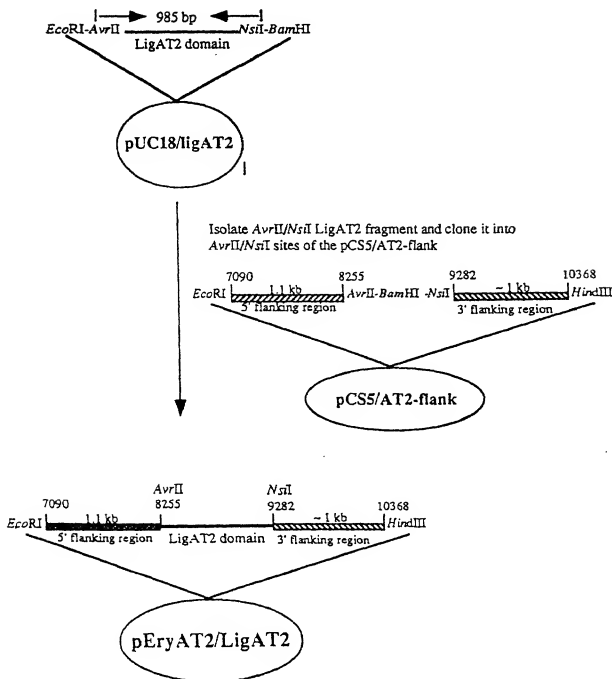 985 bp
EcoRI-AvrII NsiI-BamHI
LigAT2 domain
pUC18/ligAT2
Isolate AvrII/NsiI LigAT2 fragment and clone it into
AvrII/NsiI sites of the pCS5/AT2-flank
7090 8255 9282 10368
EcoRI 1.1 kb AvrII-BamHI -NsiI ~1 kb HindIII
5' flanking region 3' flanking region
pCS5/AT2-flank
AvrII NsiI
7090 8255 9282 10368
EcoRI 1.1 kb ~1 kb HindIII
5' flanking region LigAT2 domain 3' flanking region
pEryAT2/LigAT2